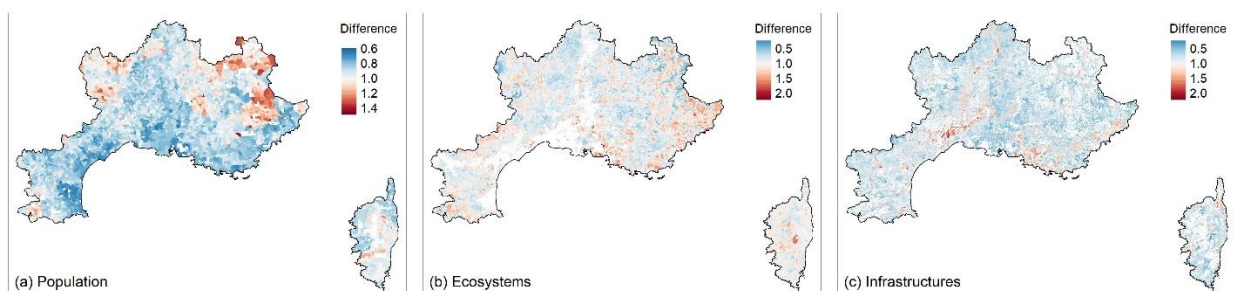 Difference
0.6
0.8
1.0
1.2
1.4
(a) Population
Difference
0.5
1.0
1.5
2.0
(b) Ecosystems
Difference
0.5
1.0
1.5
2.0
(c) Infrastructures